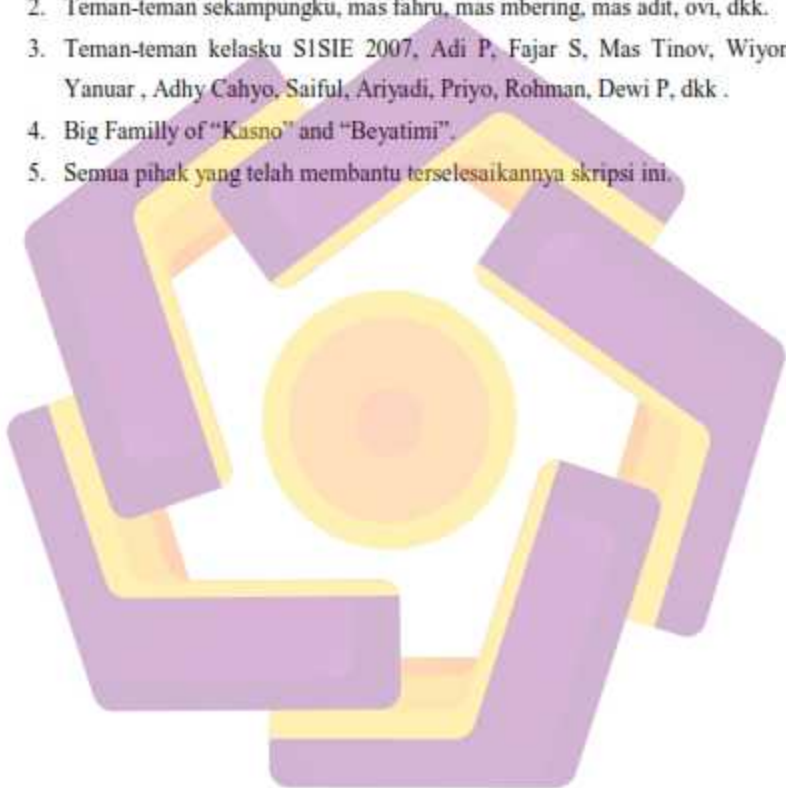 2. Teman-teman sekampungku, mas fahru, mas mbering, mas adit, ovi, dkk.
3. Teman-teman kelasku S1SIE 2007, Adi P, Fajar S, Mas Tinov, Wiyor
Yanuar , Adhy Cahyo, Saiful, Ariyadi, Priyo, Rohman, Dewi P, dkk .
4. Big Familly of “Kasno” and “Beyatimi”.
5. Semua pihak yang telah membantu terselesaikannya skripsi ini.